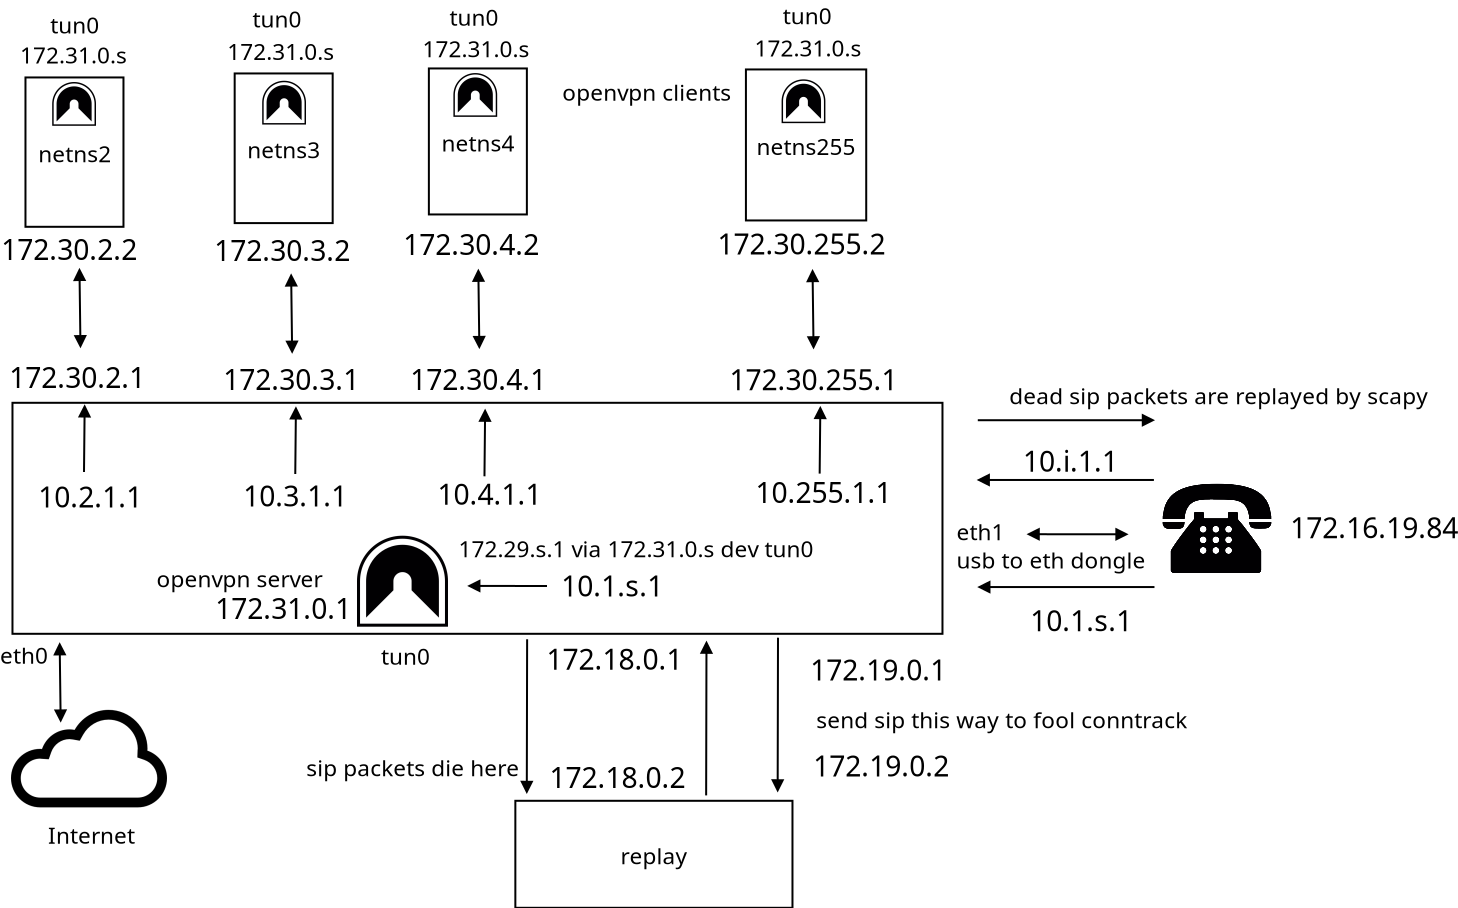 tun0
172.31.0.s
netns2
172.30.2.2
172.30.2.1
tun0
172.31.0.s
netns3
172.30.3.2
172.30.3.1
tun0
172.31.0.s
netns4
172.30.4.2
172.30.4.1
openvpn clients
tun0
172.31.0.s
netns255
172.30.255.2
172.30.255.1
10.2.1.1
10.3.1.1
10.4.1.1
10.255.1.1
openvpn server
172.31.0.1
172.29.s.1 via 172.31.0.s dev tun0
10.1.s.1
dead sip packets are replayed by scapy
10.i.1.1
eth1
usb to eth dongle
172.16.19.84
10.1.s.1
eth0
Internet
tun0
172.18.0.1
172.19.0.1
send sip this way to fool conntrack
sip packets die here
172.18.0.2
172.19.0.2
replay